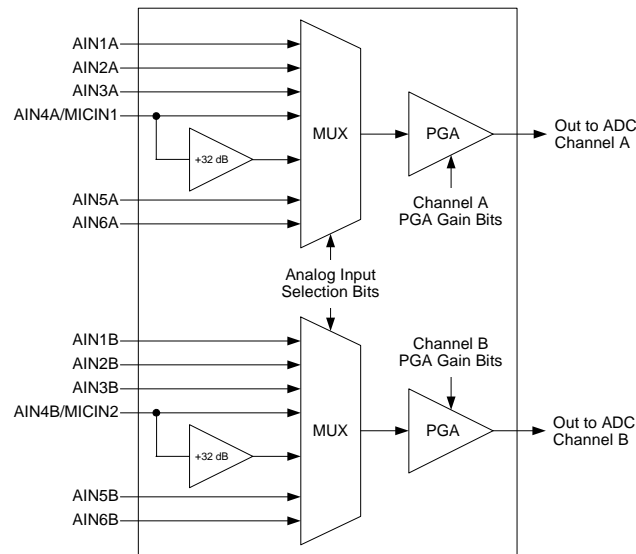 AIN1A
AIN2A
AIN3A
AIN4A/MICIN1
+32 dB
AIN5A
AIN6A
MUX
PGA
Out to ADC
Channel A
Channel A
PGA Gain Bits
Analog Input
Selection Bits
AIN1B
AIN2B
AIN3B
AIN4B/MICIN2
+32 dB
AIN5B
AIN6B
MUX
Channel B
PGA Gain Bits
PGA
Out to ADC
Channel B